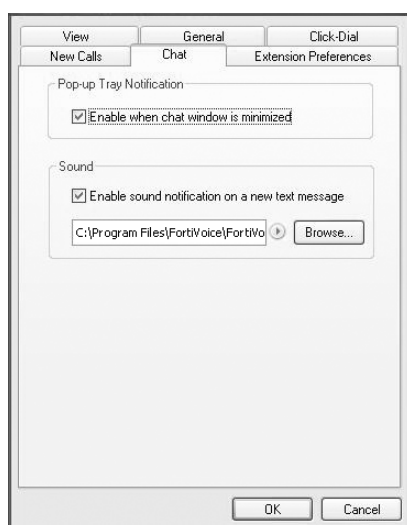 View General Click-Dial
New Calls Chat Extension Preferences
Pop-up Tray Notification
Enable when chat window is minimized
Sound
Enable sound notification on a new text message
C:\Program Files\FortiVoice\FortiVo Browse...
OK Cancel